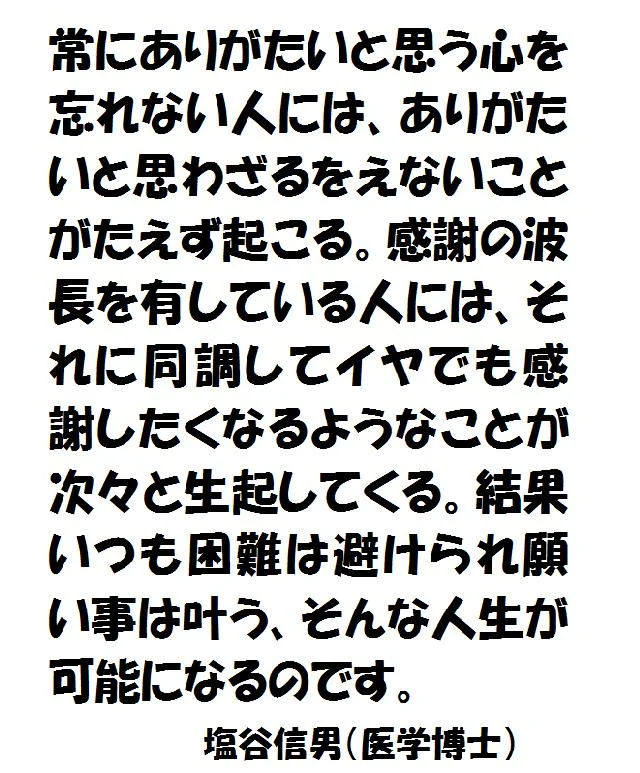 常にありがたいと思う心を
忘れない人には、ありがた
いと思わざるをえないこと
がたえず起こる。感謝の波
長を有している人には、そ
れに同調してイヤでも感
謝したくなるようなことが
次々と生起してくる。結果
いつも困難は避けられ願
い事は叶う、そんな人生が
可能になるのです。
塩谷信男（医学博士）